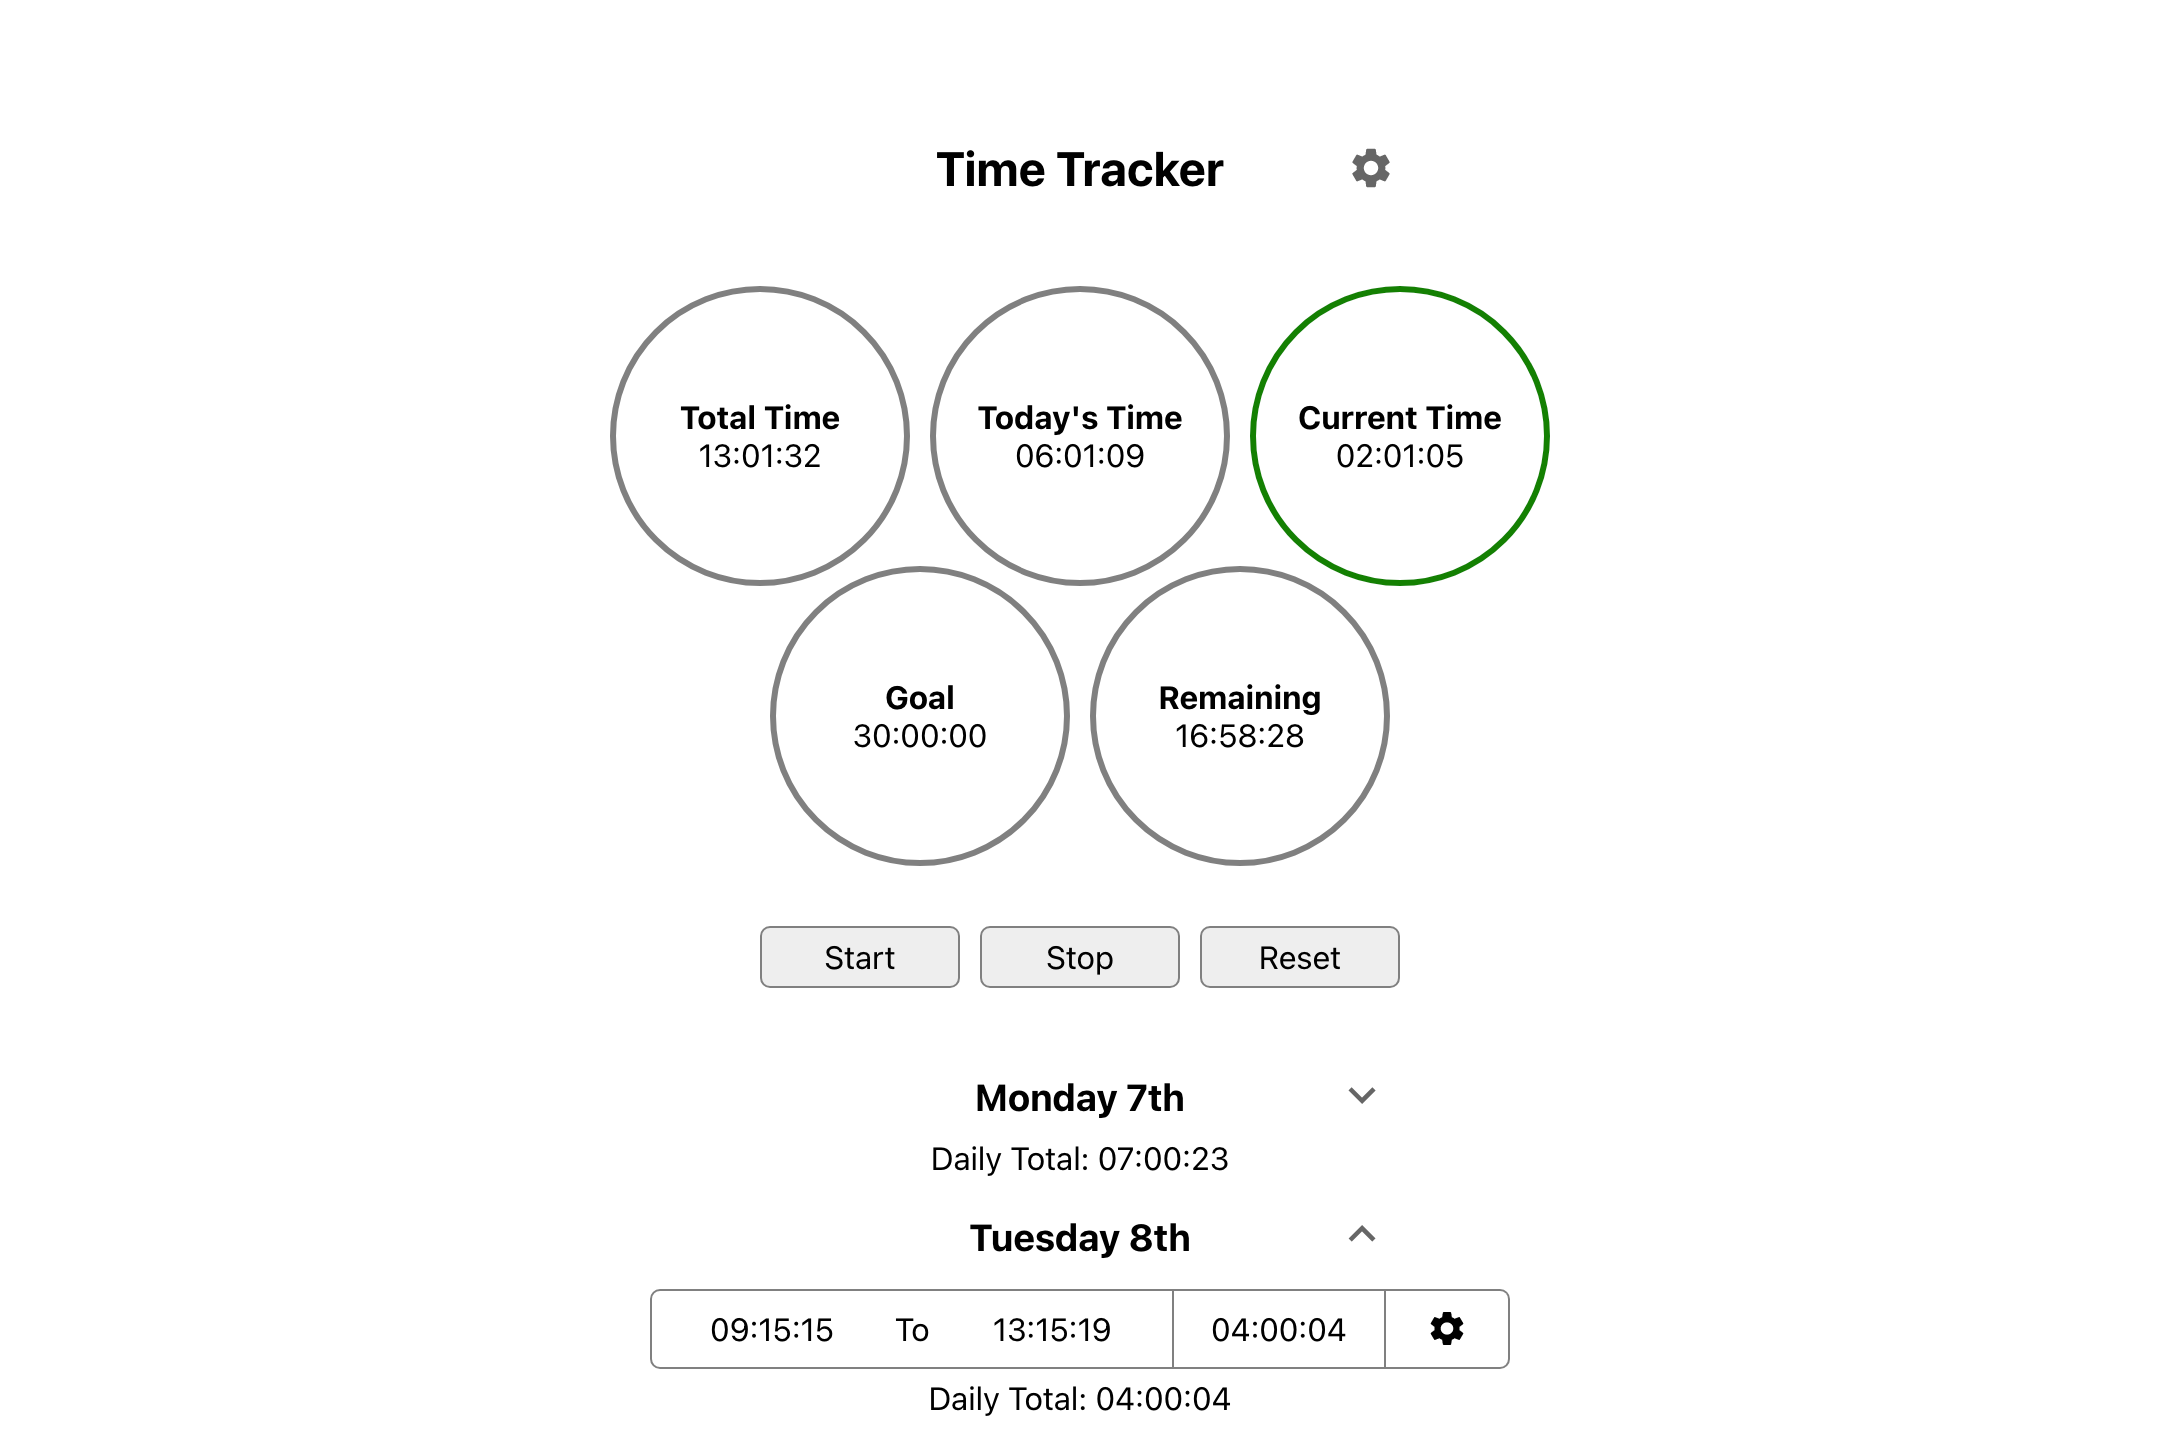 Time Tracker
Total Time
13:01:32
Today's Time
06:01:09
Current Time
02:01:05
Goal
30:00:00
Remaining
16:58:28
Start
Stop
Reset
Monday 7th
Daily Total: 07:00:23
Tuesday 8th
09:15:15 To 13:15:19 04:00:04
Daily Total: 04:00:04